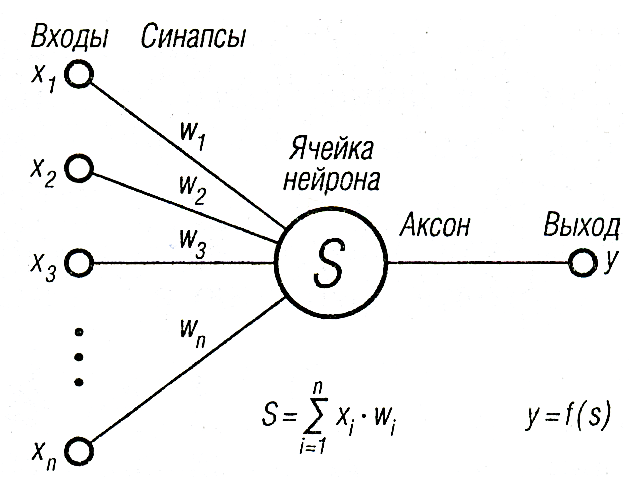 Входы Синапсы
x1
w1
Ячейка
нейрона
x2
w2
Аксон Выход
x3
w3
S
y
wn
xn
S = ∑ i=1 n xi · wi
y = f(s)